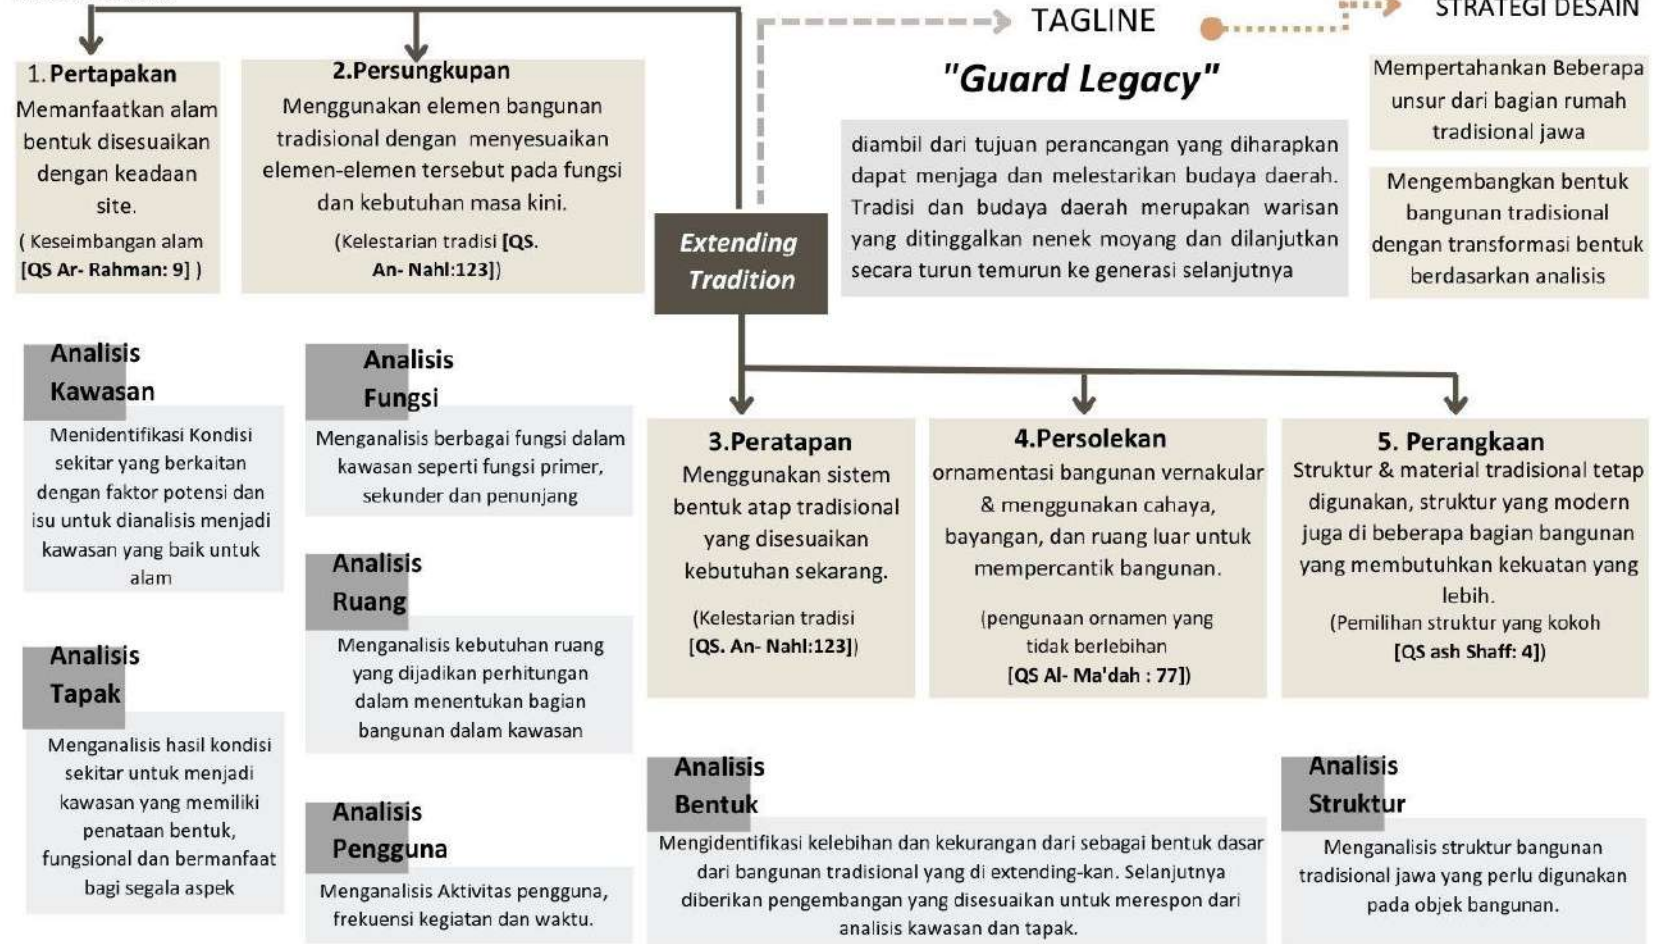 TAGLINE
STRATEGI DESAIN
1. Pertapakan
Memanfaatkan alam
bentuk disesuaikan
dengan keadaan
site.
( Keseimbangan alam
[QS Ar- Rahman: 9] )
2.Persungkupan
Menggunakan elemen bangunan
tradisional dengan menyesuaikan
elemen-elemen tersebut pada fungsi
dan kebutuhan masa kini.
(Kelestarian tradisi [QS.
An- Nahl:123])
Extending
Tradition
"Guard Legacy"
diambil dari tujuan perancangan yang diharapkan
dapat menjaga dan melestarikan budaya daerah.
Tradisi dan budaya daerah merupakan warisan
yang ditinggalkan nenek moyang dan dilanjutkan
secara turun temurun ke generasi selanjutnya
Mempertahankan Beberapa
unsur dari bagian rumah
tradisional jawa
Mengembangkan bentuk
bangunan tradisional
dengan transformasi bentuk
berdasarkan analisis
Analisis
Kawasan
Menidentifikasi Kondisi
sekitar yang berkaitan
dengan faktor potensi dan
isu untuk dianalisis menjadi
kawasan yang baik untuk
alam
Analisis
Tapak
Menganalisis hasil kondisi
sekitar untuk menjadi
kawasan yang memiliki
penataan bentuk,
fungsional dan bermanfaat
bagi segala aspek
Analisis
Fungsi
Menganalisis berbagai fungsi dalam
kawasan seperti fungsi primer,
sekunder dan penunjang
Analisis
Ruang
Menganalisis kebutuhan ruang
yang dijadikan perhitungan
dalam menentukan bagian
bangunan dalam kawasan
Analisis
Pengguna
Menganalisis Aktivitas pengguna,
frekuensi kegiatan dan waktu.
3.Peratapan
Menggunakan sistem
bentuk atap tradisional
yang disesuaikan
kebutuhan sekarang.
(Kelestarian tradisi
[QS. An- Nahl:123])
4.Persolekan
ornamentasi bangunan vernakular
& menggunakan cahaya,
bayangan, dan ruang luar untuk
mempercantik bangunan.
(pengunaan ornamen yang
tidak berlebihan
[QS Al- Ma'dah : 77])
5. Perangkaan
Struktur & material tradisional tetap
digunakan, struktur yang modern
juga di beberapa bagian bangunan
yang membutuhkan kekuatan yang
lebih.
(Pemilihan struktur yang kokoh
[QS ash Shaff: 4])
Analisis
Bentuk
Mengidentifikasi kelebihan dan kekurangan dari sebagai bentuk dasar
dari bangunan tradisional yang di extending-kan. Selanjutnya
diberikan pengembangan yang disesuaikan untuk merespon dari
analisis kawasan dan tapak.
Analisis
Struktur
Menganalisis struktur bangunan
tradisional jawa yang perlu digunakan
pada objek bangunan.